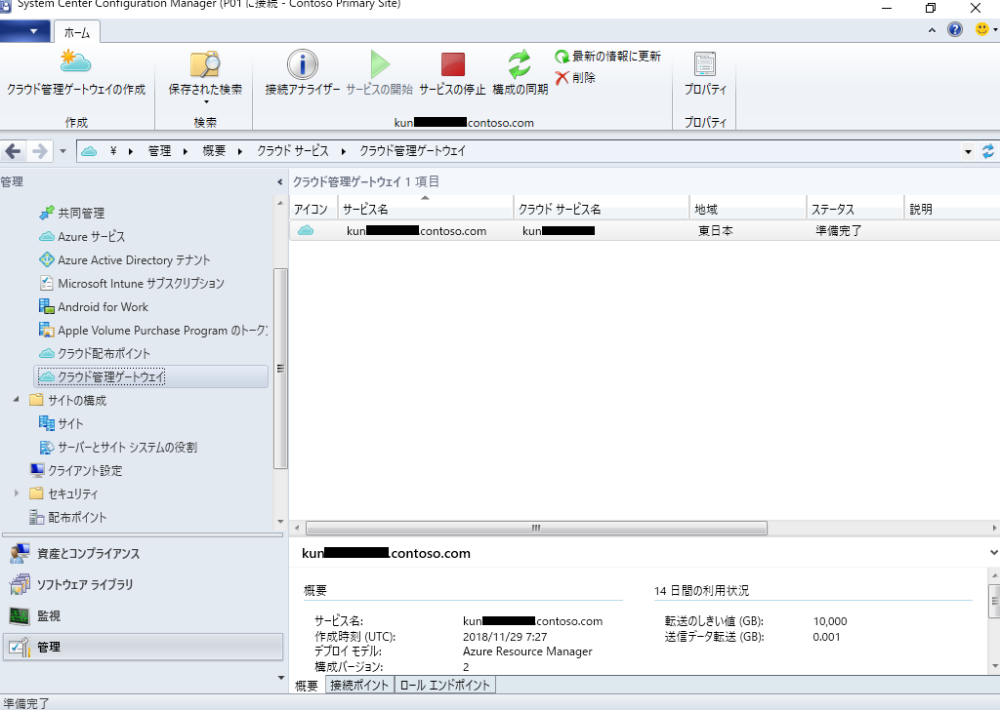 System Center Configuration Manager (P01 に接続 - Contoso Primary Site)
ホーム
クラウド管理ゲートウェイの作成
保存された検索
接続アナライザー
サービスの開始
サービスの停止
構成の同期
最新の情報に更新
削除
プロパティ
作成
検索
kun .contoso.com
プロパティ
¥ 管理 概要 クラウド サービス クラウド管理ゲートウェイ
管理
クラウド管理ゲートウェイ 1 項目
アイコン サービス名 クラウド サービス名 地域 ステータス 説明
kun .contoso.com kun 東日本 準備完了
共同管理
Azure サービス
Azure Active Directory テナント
Microsoft Intune サブスクリプション
Android for Work
Apple Volume Purchase Program のトーク
クラウド配布ポイント
クラウド管理ゲートウェイ
サイトの構成
サイト
サーバーとサイト システムの役割
クライアント設定
セキュリティ
配布ポイント
資産とコンプライアンス
ソフトウェア ライブラリ
監視
管理
kun .contoso.com
概要
サービス名: kun .contoso.com
作成時刻 (UTC): 2018/11/29 7:27
デプロイ モデル: Azure Resource Manager
構成バージョン: 2
14 日間の利用状況
転送のしきい値 (GB): 10,000
送信データ転送 (GB): 0.001
概要 接続ポイント ロール エンドポイント
準備完了